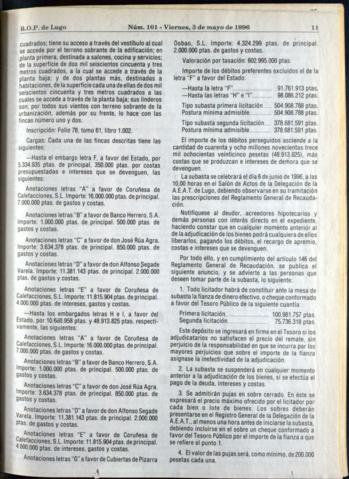 B.O.P. de Lugo
Núm. 101 - Viernes, 3 de mayo de 1996
11
cuadrados; tiene su acceso a través del vestíbulo al cual
se accede por el terreno sobrante de la edificación; en
planta primera, destinada a salones, cocina y servicios;
de la superficie de dos mil seiscientos cincuenta y tres
metros cuadrados, a la cual se accede a través de la
planta baja; y de dos plantas más, destinadas a
habitaciones, de la superficie cada una de ellas de dos mil
seiscientos cincuenta y tres metros cuadrados a las
cuales se accede a través de la planta baja; sus linderos
son; por todos sus vientos con terreno sobrante de la
urbanización, además por su frente, lo hace con las
fincas número uno y dos.
Inscripción: Folio 78, tomo 61, libro 1.002.
Cargas: Cada una de las fincas descritas tiene las
siguientes:
—Hasta el embargo letra F, a favor del Estado, por
5.334.935 ptas. de principal, 350.000 ptas. por costas
presupuestadas e intereses que se devenguen, las
siguientes:
Anotaciones letras "A" a favor de Coruñesa de
Calefacciones, S.L. Importe: 16.000.000 ptas. de principal.
7.000.000 ptas. de gastos y costas.
Anotaciones letras "B" a favor de Banco Herrero, S.A.
Importe: 1.000.000 ptas. de principal. 500.000 ptas. de
gastos y costas.
Anotaciones letras "C" a favor de don José Rúa Agra.
Importe: 3.634.378 ptas. de principal. 850.000 ptas. de
gastos y costas.
Anotaciones letras "D" a favor de don Alfonso Segade
Varela. Importe: 11.381.143 ptas. de principal. 2.000.000
ptas. de gastos y costas.
Anotaciones letras "E" a favor de Coruñesa de
Calefacciones, S.L. Importe: 11.815.904 ptas. de principal.
4.000.000 ptas. de intereses, gastos y costas.
—Hasta los embargos letras H e I, a favor del
Estado, por 10.688.958 ptas. y 48.913.825 ptas. respecti-
vamente, las siguientes:
Anotaciones letras "A" a favor de Coruñesa de
Calefacciones, S.L. Importe: 16.000.000 ptas. de principal.
7.000.000 ptas. de gastos y costas.
Anotaciones letras "B" a favor de Banco Herrero, S.A.
Importe: 1.000.000 ptas. de principal. 500.000 ptas. de
gastos y costas.
Anotaciones letras "C" a favor de don José Rúa Agra.
Importe: 3.634.378 ptas. de principal. 850.000 ptas. de
gastos y costas.
Anotaciones letras "D" a favor de don Alfonso Segade
Varela. Importe: 11.381.143 ptas. de principal. 2.000.000
ptas. de gastos y costas.
Anotaciones letras "E" a favor de Coruñesa de
Calefacciones, S.L. Importe: 11.815.904 ptas. de principal.
4.000.000 ptas. de intereses, gastos y costas.
Anotaciones letras "G" a favor de Cubiertas de Pizarra
Dobao, S.L. Importe: 4.324.299 ptas. de principal.
2.000.000 ptas. de gastos y costas.
Valoración por tasación: 602.995.000 ptas.
Importe de los débitos preferentes excluidos el de la
letra "F" a favor del Estado:
—Hasta la letra "F" 91.761.913 ptas.
—Hasta las letras "H" e "I" 98.086.212 ptas.
Tipo subasta primera licitación 504.908.788 ptas.
Postura mínima admisible 504.908.788 ptas.
Tipo subasta segunda licitación 378.681.591 ptas.
Postura mínima admisible 378.681.591 ptas.
El importe de los débitos perseguidos asciende a la
cantidad de cuarenta y ocho millones novecientos trece
mil ochocientas veinticinco pesetas (48.913.825), más
costas que se produzcan e intereses de demora que se
devenguen.
La subasta se celebrará el día 6 de junio de 1996, a las
10,00 horas en el Salón de Actos de la Delegación de la
A.E.A.T. de Lugo, debiendo observarse en su tramitación
las prescripciones del Reglamento General de Recauda-
ción.
Notifíquese al deudor, acreedores hipotecarios y
demás personas con interés directo en el expediente,
haciendo constar que en cualquier momento anterior al
de la adjudicación de los bienes podrá cualquiera de ellos
liberarlos, pagando los débitos, el recargo de apremio,
costas e intereses que se devenguen.
Por todo ello, y en cumplimiento del artículo 146 del
Reglamento General de Recaudación, se publica el
siguiente anuncio, y se advierte a las personas que
deseen tomar parte de la subasta, lo siguiente:
1. Todo licitador habrá de constituir ante la mesa de
subasta la fianza de dinero efectivo, o cheque conformado
a favor del Tesoro Público de la siguiente cuantía:
Primera licitación 100.981.757 ptas.
Segunda licitación 75.736.318 ptas.
Este depósito se ingresará en firme en el Tesoro si los
adjudicatarios no satisfacen el precio del remate, sin
perjuicio de la responsabilidad en que se incurra por los
mayores perjuicios que sobre el importe de la fianza
asignase la inefectividad de la adjudicación.
2. La subasta se suspenderá en cualquier momento
anterior a la adjudicación de los bienes, si se efectúa el
pago de la deuda, intereses y costas.
3. Se admitirán pujas en sobre cerrado. En éste se
expresará el precio máximo ofrecido por el licitador por
cada bien o lote de bienes. Los sobres deberán
presentarse en el Registro General de la Delegación de la
A.E.A.T., al menos una hora antes de iniciarse la subasta,
debiendo incluirse en el sobre un cheque conformado a
favor del Tesoro Público por el importe de la fianza a que
se refiere el punto 1.
4. El valor de las pujas será, como mínimo, de 200.000
pesetas cada una.